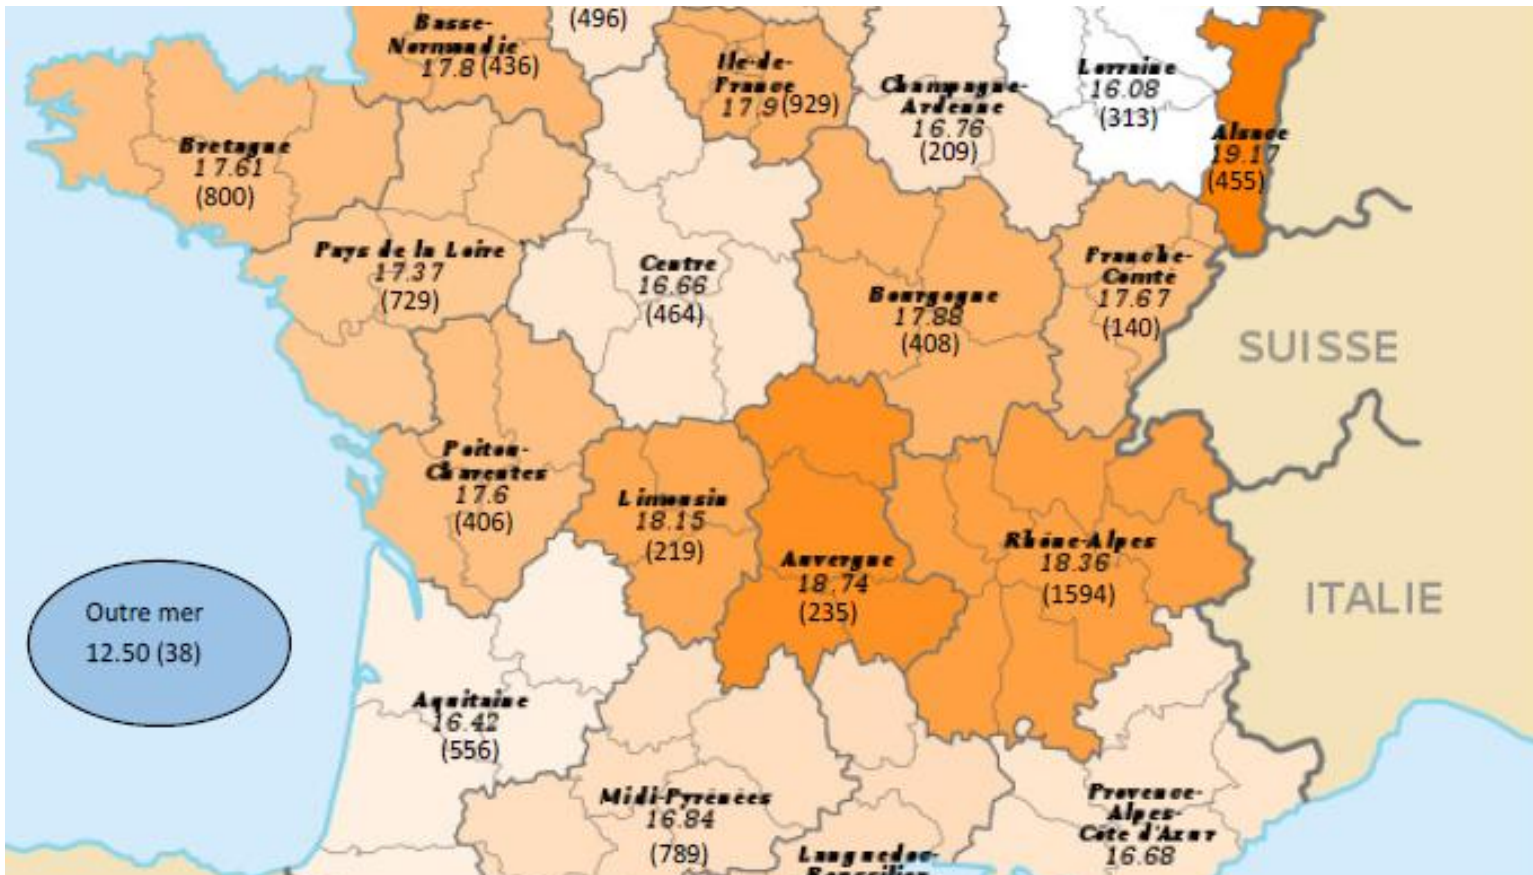 (496)
Basse-
Normandie
17.8 (436)
Ile-de-
France
17.9 (929)
Champagne-
Ardenne
16.76
(209)
Lorraine
16.08
(313)
Alsace
19.17
(455)
Bretagne
17.61
(800)
Pays de la Loire
17.37
(729)
Centre
16.66
(464)
Bourgogne
17.88
(408)
Franche-
Comté
17.67
(140)
SUISSE
Poitou-
Charentes
17.6
(406)
Limousin
18.15
(219)
Auvergne
18.74
(235)
Rhône-Alpes
18.36
(1594)
ITALIE
Outre mer
12.50 (38)
Aquitaine
16.42
(556)
Midi-Pyrénées
16.84
(789)
Languedoc-
Roussillon
Provence-
Alpes-
Côte d'Azur
16.68